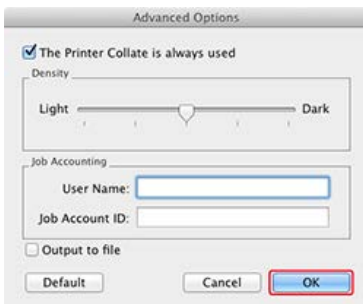 Advanced Options
The Printer Collate is always used
Density
Light Dark
Job Accounting
User Name:
Job Account ID:
Output to file
Default Cancel OK